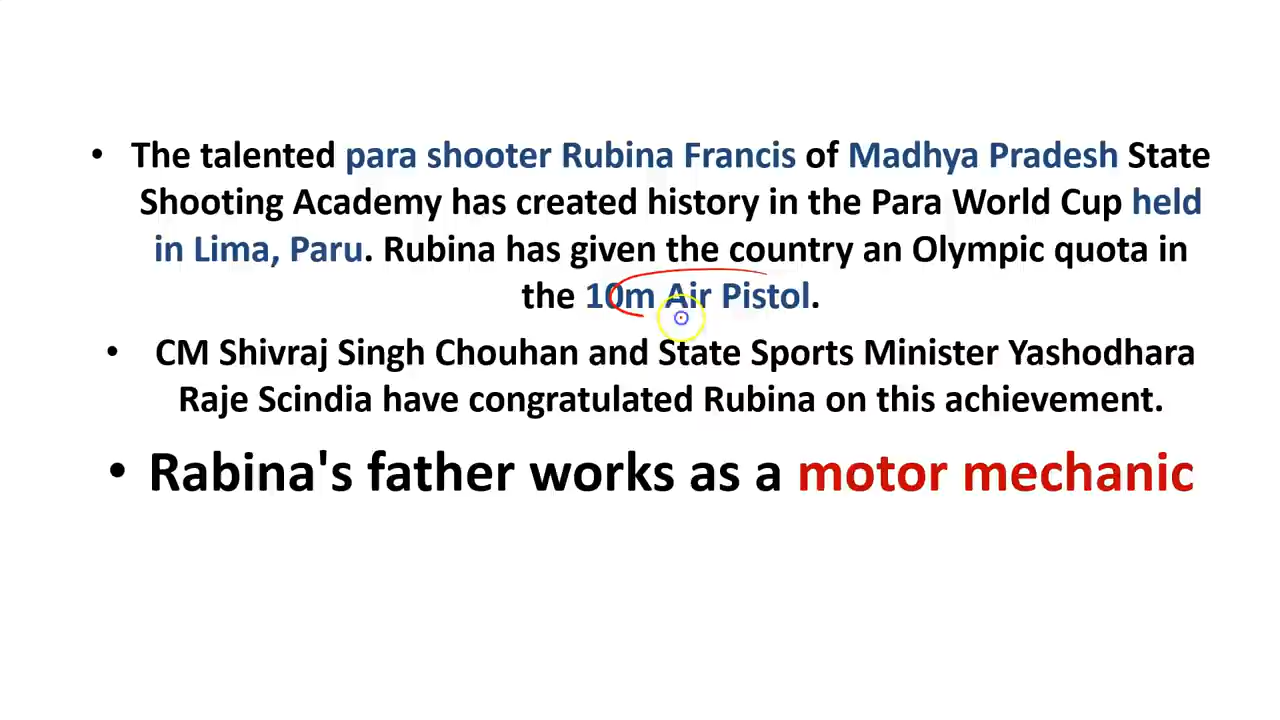 • The talented para shooter Rubina Francis of Madhya Pradesh State
Shooting Academy has created history in the Para World Cup held
in Lima, Paru. Rubina has given the country an Olympic quota in
the 10m Air Pistol.
• CM Shivraj Singh Chouhan and State Sports Minister Yashodhara
Raje Scindia have congratulated Rubina on this achievement.
• Rabina's father works as a motor mechanic